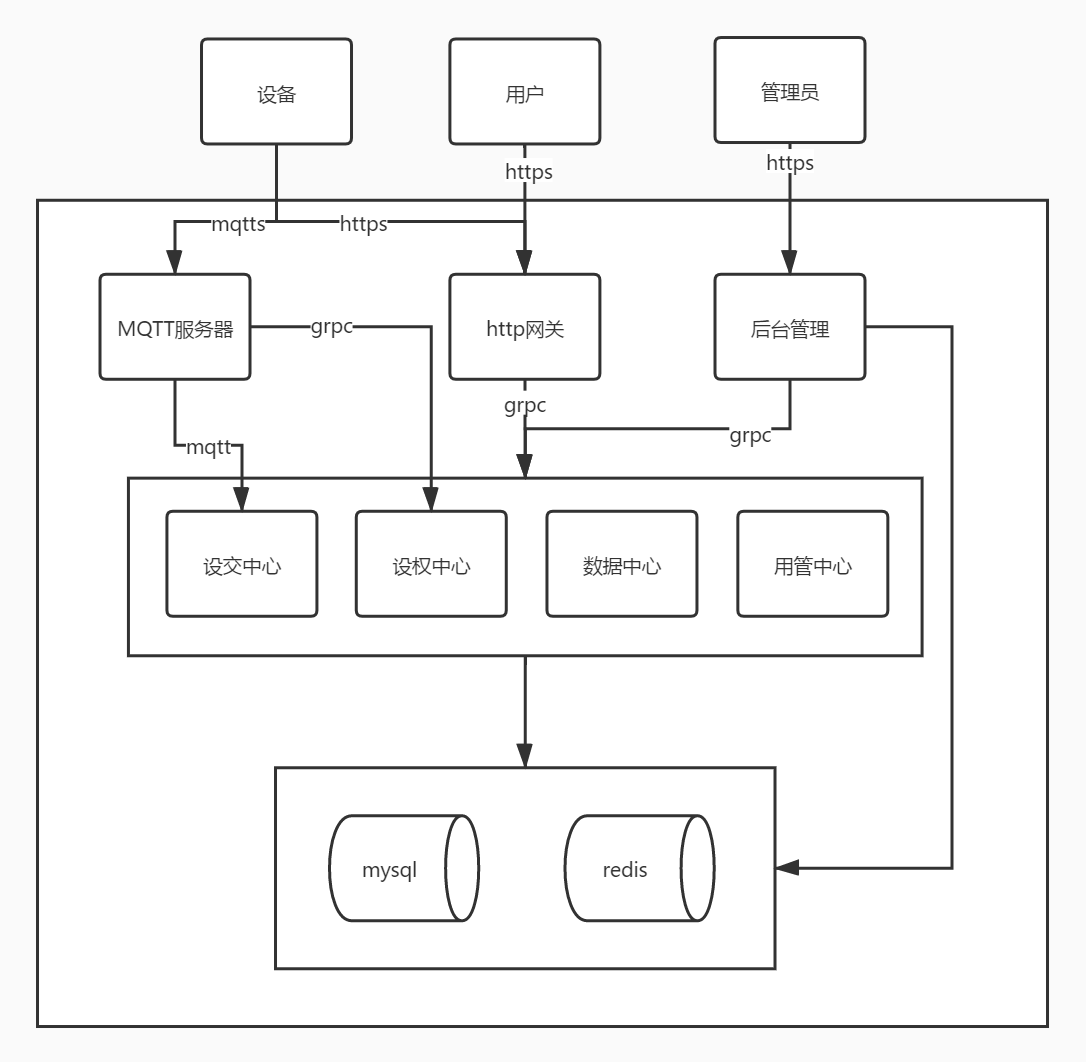 设备
用户
管理员
https
https
mqtts
https
MQTT服务器
grpc
http网关
后台管理
grpc
grpc
mqtt
设交中心
设权中心
数据中心
用管中心
mysql
redis